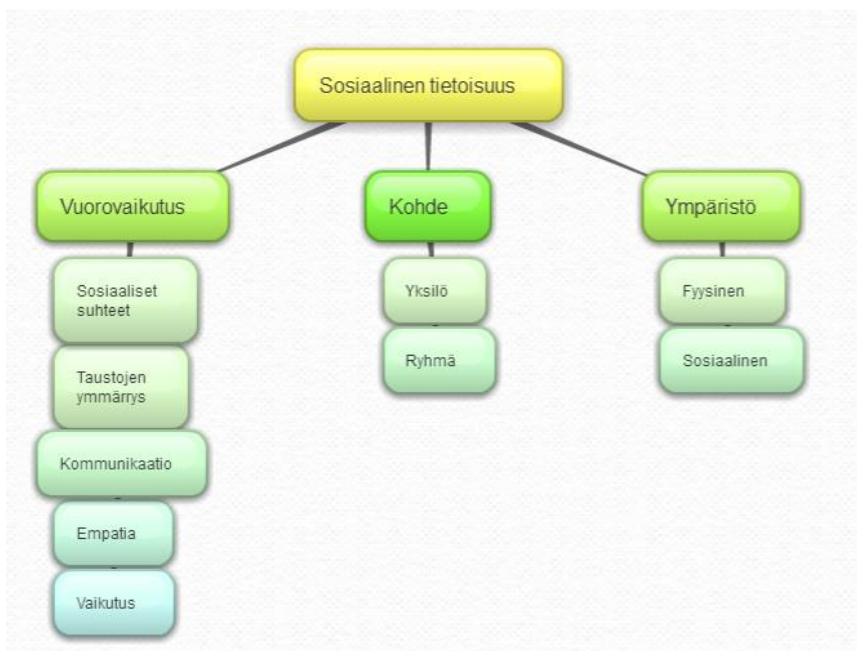 Sosiaalinen tietoisuus
Vuorovaikutus
Kohde
Ympäristö
Sosiaaliset
suhteet
Taustojen
ymmärrys
Kommunikaatio
Empatia
Vaikutus
Yksilö
Ryhmä
Fyysinen
Sosiaalinen